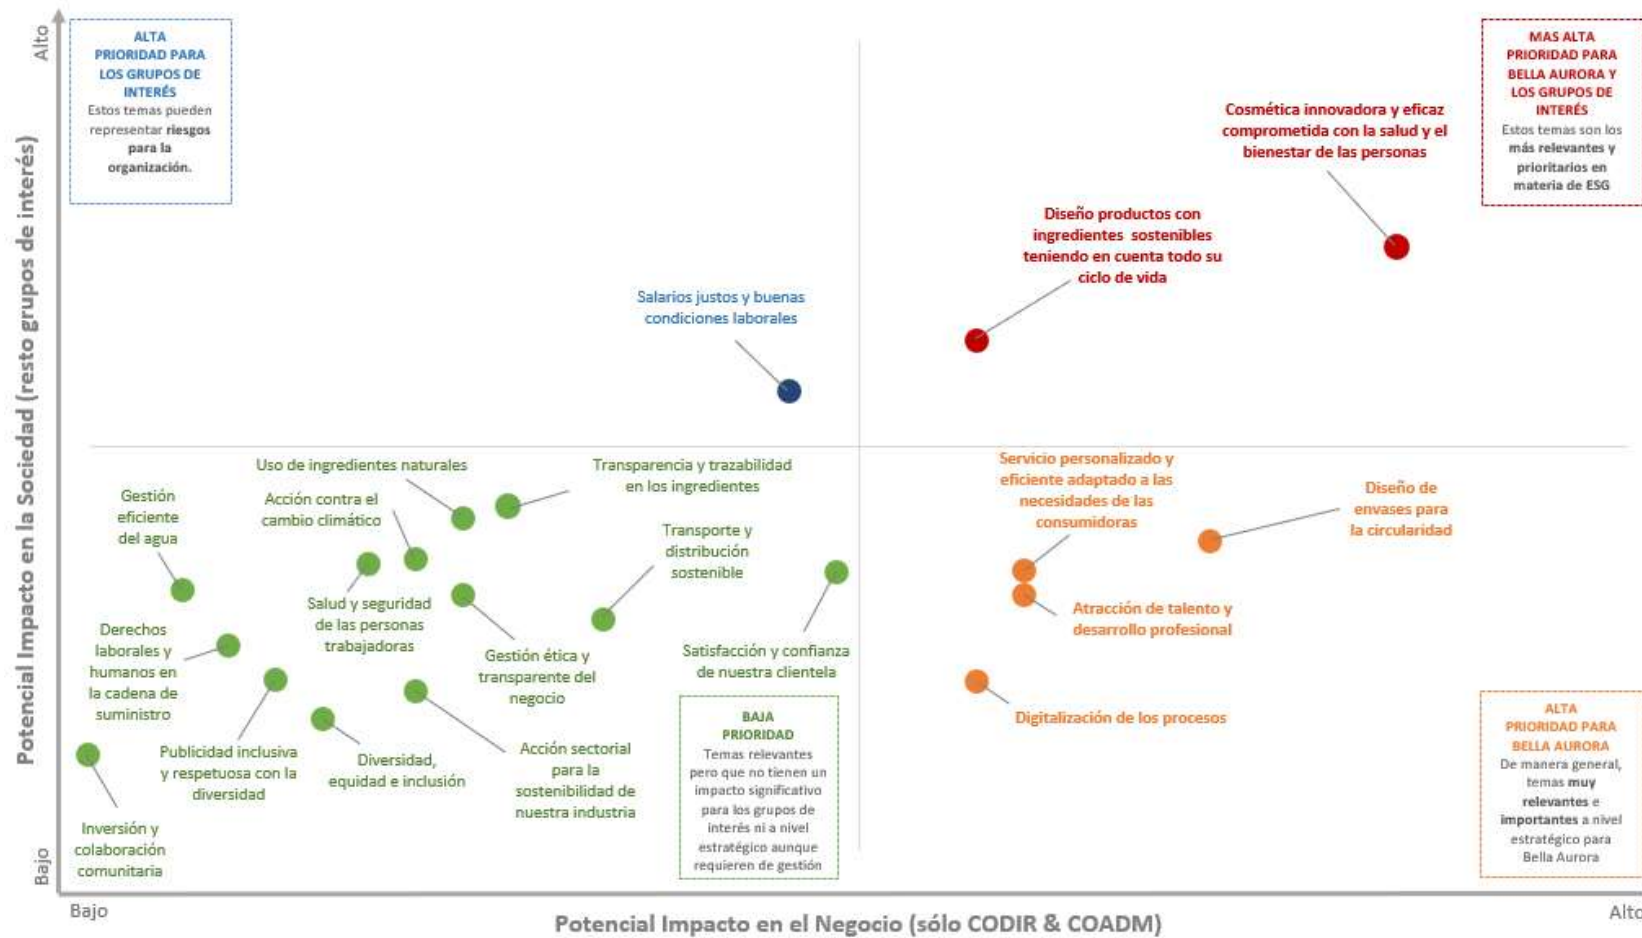 Alto
Potencial Impacto en la Sociedad (resto grupos de interés)
Bajo
ALTA
PRIORIDAD PARA
LOS GRUPOS DE
INTERÉS
Estos temas pueden
representar riesgos
para la
organización.
MAS ALTA
PRIORIDAD PARA
BELLA AURORA Y
LOS GRUPOS DE
INTERÉS
Estos temas son los
más relevantes y
prioritarios en
materia de ESG
Cosmética innovadora y eficaz
comprometida con la salud y el
bienestar de las personas
Diseño productos con
ingredientes sostenibles
teniendo en cuenta todo su
ciclo de vida
Salarios justos y buenas
condiciones laborales
Uso de ingredientes naturales
Transparencia y trazabilidad
en los ingredientes
Gestión
eficiente
del agua
Acción contra el
cambio climático
Transporte y
distribución
sostenible
Servicio personalizado y
eficiente adaptado a las
necesidades de las
consumidoras
Diseño de
envases para
la circularidad
Salud y seguridad
de las personas
trabajadoras
Derechos
laborales y
humanos en
la cadena de
suministro
Gestión ética y
transparente del
negocio
Satisfacción y confianza
de nuestra clientela
Atracción de talento y
desarrollo profesional
Digitalización de los procesos
Publicidad inclusiva
y respetuosa con la
diversidad
Diversidad,
equidad e inclusión
Acción sectorial
para la
sostenibilidad de
nuestra industria
Inversión y
colaboración
comunitaria
BAJA
PRIORIDAD
Temas relevantes
pero que no tienen un
impacto significativo
para los grupos de
interés ni a nivel
estratégico aunque
requieren de gestión
ALTA
PRIORIDAD PARA
BELLA AURORA
De manera general,
temas muy
relevantes e
importantes a nivel
estratégico para
Bella Aurora
Bajo
Potencial Impacto en el Negocio (sólo CODIR & COADM)
Alto